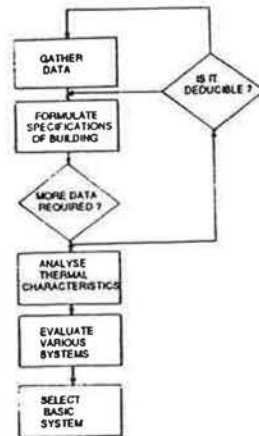 GATHER
DATA
IS IT
DEDUCIBLE ?
FORMULATE
SPECIFICATIONS
OF BUILDING
MORE DATA
REQUIRED ?
ANALYSE
THERMAL
CHARACTERISTICS
EVALUATE
VARIOUS
SYSTEMS
SELECT
BASIC
SYSTEM